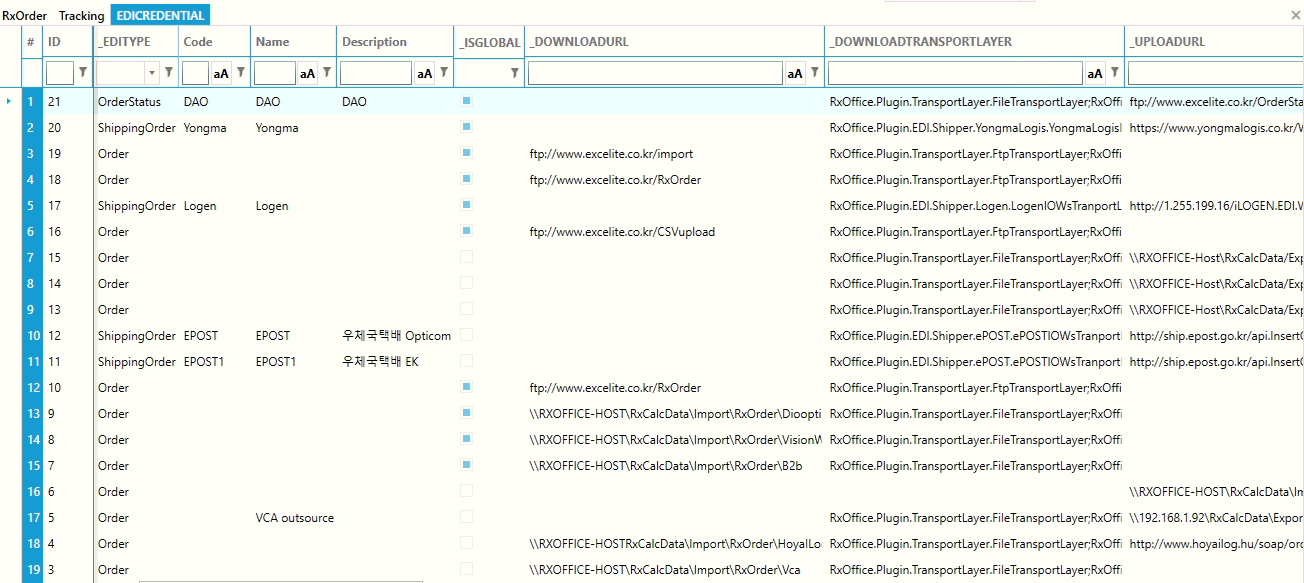 RxOrder Tracking EDICREDENTIAL
# ID _EDITYPE Code Name Description _ISGLOBAL _DOWNLOADURL _DOWNLOADTRANSPORTLAYER _UPLOADURL
aA aA aA aA aA
1 21 OrderStatus DAO DAO DAO RxOffice.Plugin.TransportLayer.FileTransportLayer;RxOffi ftp://www.excelite.co.kr/OrderSta
2 20 ShippingOrder Yongma Yongma RxOffice.Plugin.EDI.Shipper.YongmaLogis.YongmaLogisI https://www.yongmalogis.co.kr/W
3 19 Order ftp://www.excelite.co.kr/import RxOffice.Plugin.TransportLayer.FtpTransportLayer;RxOffi
4 18 Order ftp://www.excelite.co.kr/RxOrder RxOffice.Plugin.TransportLayer.FtpTransportLayer;RxOffi
5 17 ShippingOrder Logen Logen RxOffice.Plugin.EDI.Shipper.Logen.LogenIOWsTranportL http://1.255.199.16/iLOGEN.EDI.W
6 16 Order ftp://www.excelite.co.kr/CSVupload RxOffice.Plugin.TransportLayer.FtpTransportLayer;RxOffi
7 15 Order RxOffice.Plugin.TransportLayer.FileTransportLayer;RxOffi \\RXOFFICE-Host\RxCalcData/Exp
8 14 Order RxOffice.Plugin.TransportLayer.FileTransportLayer;RxOffi \\RXOFFICE-Host\RxCalcData/Exp
9 13 Order RxOffice.Plugin.TransportLayer.FileTransportLayer;RxOffi \\RXOFFICE-Host\RxCalcData/Exp
10 12 ShippingOrder EPOST EPOST 우체국택배 Opticom RxOffice.Plugin.EDI.Shipper.ePOST.ePOSTIOWsTranport http://ship.epost.go.kr/api.InsertO
11 11 ShippingOrder EPOST1 EPOST1 우체국택배 EK RxOffice.Plugin.EDI.Shipper.ePOST.ePOSTIOWsTranport http://ship.epost.go.kr/api.InsertO
12 10 Order ftp://www.excelite.co.kr/RxOrder RxOffice.Plugin.TransportLayer.FtpTransportLayer;RxOffi
13 9 Order \\RXOFFICE-HOST\RxCalcData\Import\RxOrder\Dioopti RxOffice.Plugin.TransportLayer.FileTransportLayer;RxOffi
14 8 Order \\RXOFFICE-HOST\RxCalcData\Import\RxOrder\VisionW RxOffice.Plugin.TransportLayer.FileTransportLayer;RxOffi
15 7 Order \\RXOFFICE-HOST\RxCalcData\Import\RxOrder\B2b RxOffice.Plugin.TransportLayer.FileTransportLayer;RxOffi
16 6 Order \\RXOFFICE-HOST\RxCalcData\Im
17 5 Order VCA outsource RxOffice.Plugin.TransportLayer.FileTransportLayer;RxOffi \\192.168.1.92\RxCalcData\Expor
18 4 Order \\RXOFFICE-HOSTRxCalcData\Import\RxOrder\HoyalLo RxOffice.Plugin.TransportLayer.FileTransportLayer;RxOffi http://www.hoyailog.hu/soap/ord
19 3 Order \\RXOFFICE-HOST\RxCalcData\Import\RxOrder\Vca RxOffice.Plugin.TransportLayer.FileTransportLayer;RxOffi